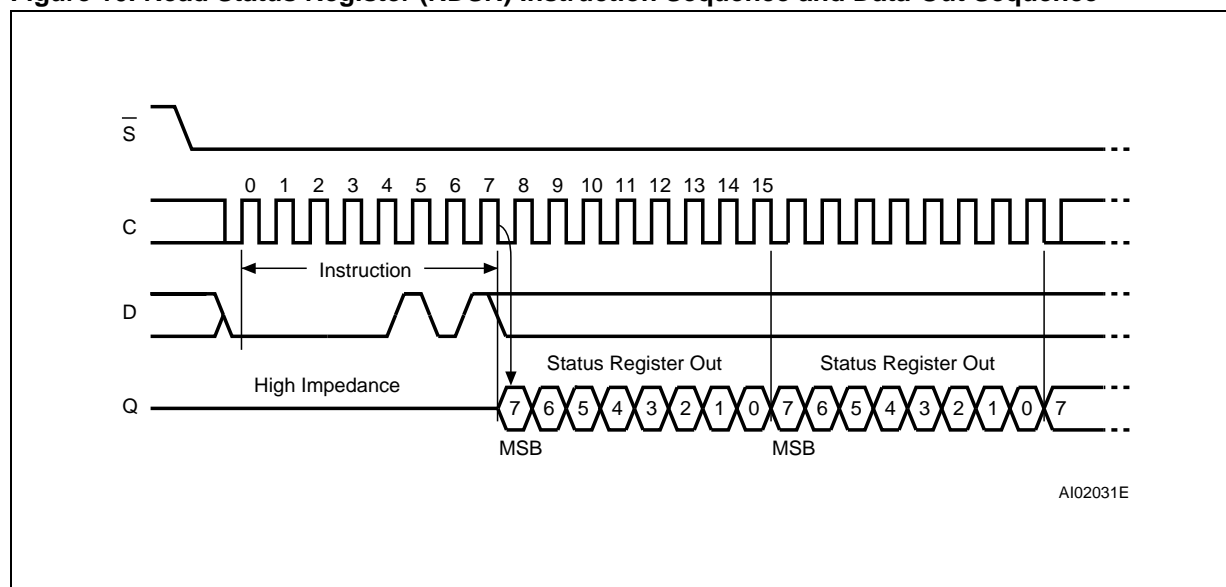 Figure 10. Read Status Register (RDSR) Instruction Sequence and Data-Out Sequence
S
0 1 2 3 4 5 6 7 8 9 10 11 12 13 14 15
C
Instruction
D
Status Register Out Status Register Out
High Impedance
Q 7 6 5 4 3 2 1 0 7 6 5 4 3 2 1 0 7
MSB MSB
AI02031E